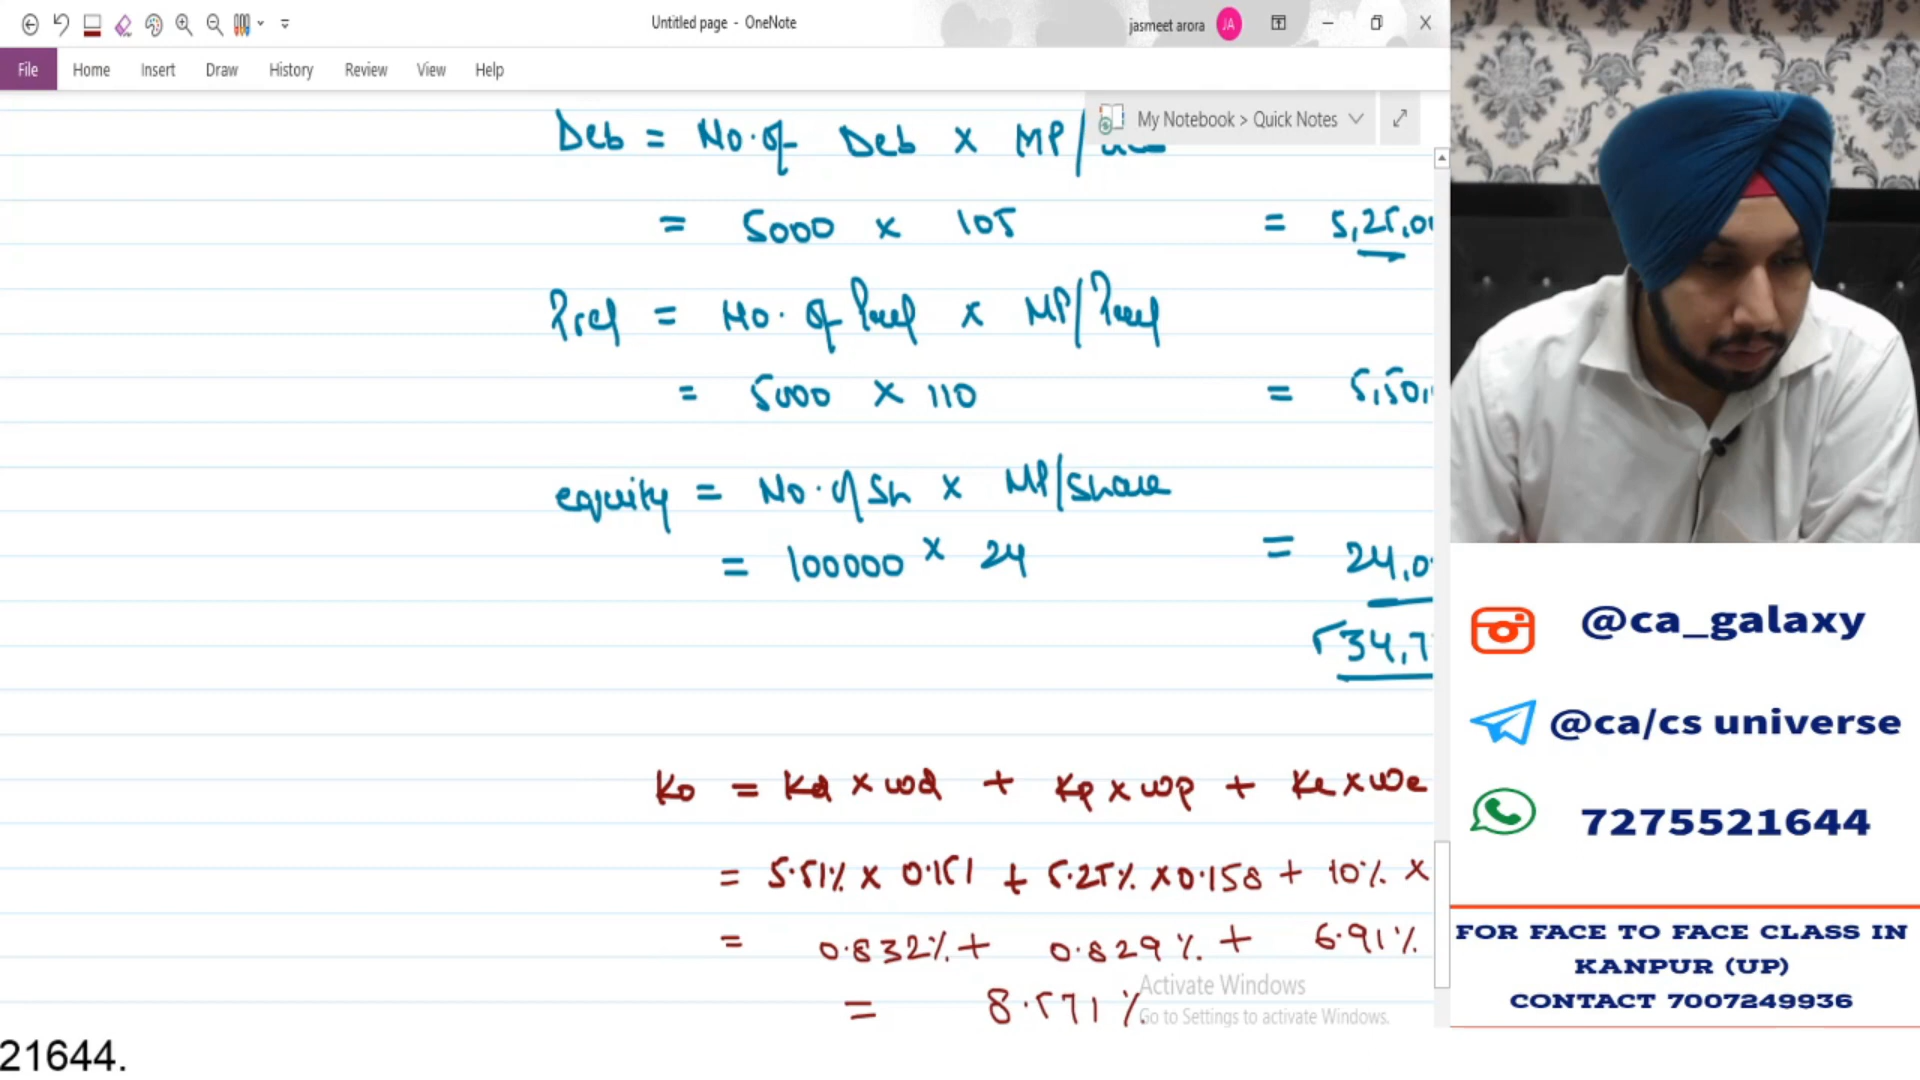 Untitled page - OneNote
jasmeet arora JA
File Home Insert Draw History Review View Help
My Notebook > Quick Notes
Deb = No. of Deb x MP/
= 5000 x 105 = 5,25,0
Pref = No. of Pref x MP/Pref
= 5000 x 110 = 5,50,
equity = No. of Sh x MP/Share
= 100000 x 24 = 24,0
₹34,7
Ko = Kd x wd + Kp x wp + Ke x we
= 5.51% x 0.151 + 5.25% x 0.158 + 10% x
= 0.832% + 0.829% + 6.91%
= 8.571%
Activate Windows
Go to Settings to activate Windows.
21644.
@ca_galaxy
@ca/cs universe
7275521644
FOR FACE TO FACE CLASS IN
KANPUR (UP)
CONTACT 7007249936